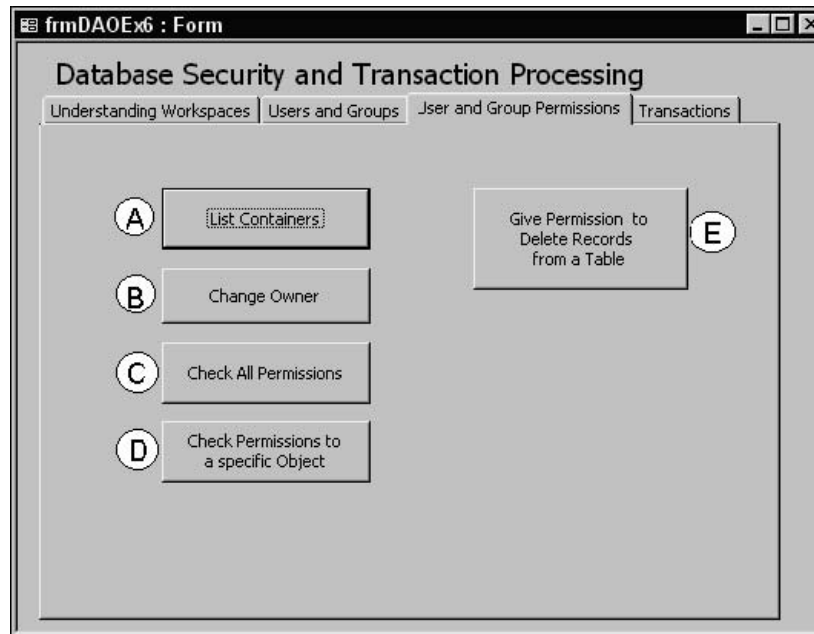 frmDAOEx6 : Form
Database Security and Transaction Processing
Understanding Workspaces
Users and Groups
Jser and Group Permissions
Transactions
A
List Containers
B
Change Owner
C
Check All Permissions
D
Check Permissions to
a specific Object
Give Permission to
Delete Records
from a Table
E